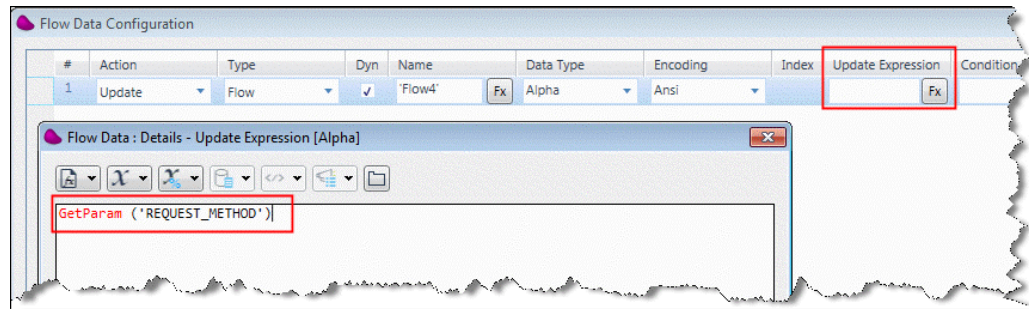 Flow Data Configuration
# Action Type Dyn Name Data Type Encoding Index Update Expression Condition
1 Update Flow 'Flow4' Fx Alpha Ansi Fx
Flow Data : Details - Update Expression [Alpha]
GetParam ('REQUEST_METHOD')